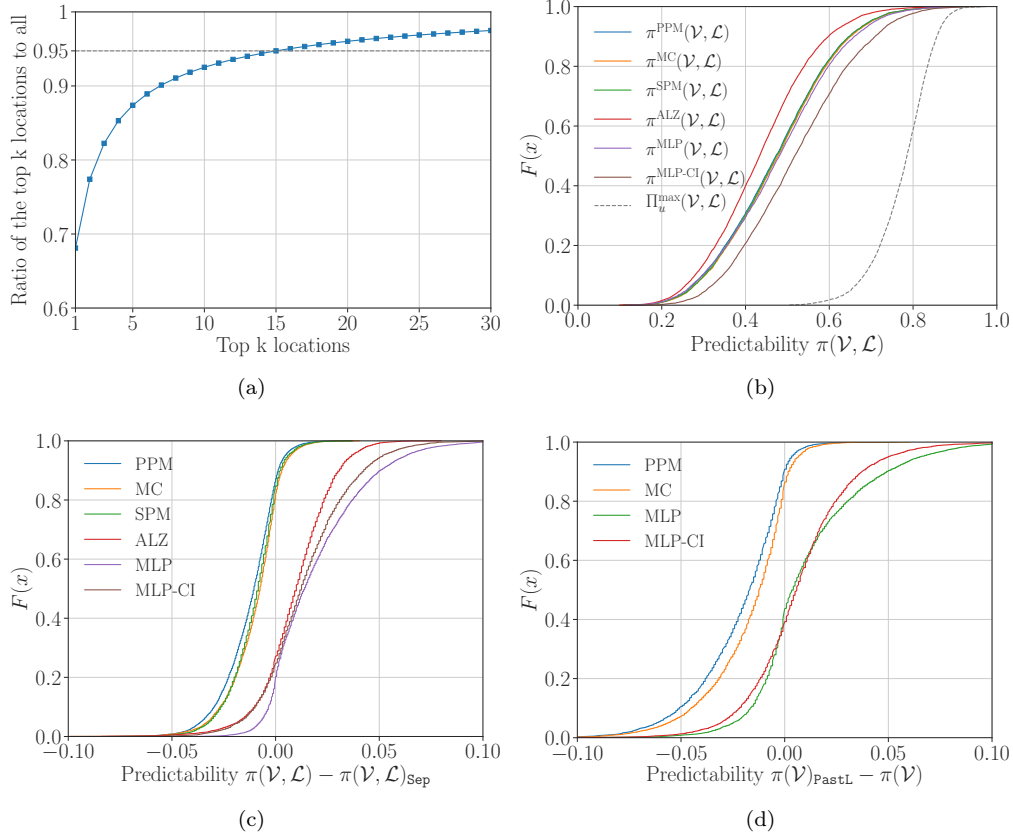 Ratio of the top k locations to all
1
0.95
0.9
0.8
0.7
0.6
1 5 10 15 20 25 30
Top k locations
(a)
F(x)
1.0
0.8
0.6
0.4
0.2
0.0
π^PPM(𝒱, ℒ)
π^MC(𝒱, ℒ)
π^SPM(𝒱, ℒ)
π^ALZ(𝒱, ℒ)
π^MLP(𝒱, ℒ)
π^MLP-CI(𝒱, ℒ)
Π_u^max(𝒱, ℒ)
0.0 0.2 0.4 0.6 0.8 1.0
Predictability π(𝒱, ℒ)
(b)
F(x)
1.0
0.8
0.6
0.4
0.2
0.0
PPM
MC
SPM
ALZ
MLP
MLP-CI
−0.10 −0.05 0.00 0.05 0.10
Predictability π(𝒱, ℒ) − π(𝒱, ℒ)_Sep
(c)
F(x)
1.0
0.8
0.6
0.4
0.2
0.0
PPM
MC
MLP
MLP-CI
−0.10 −0.05 0.00 0.05 0.10
Predictability π(𝒱)_PastL − π(𝒱)
(d)